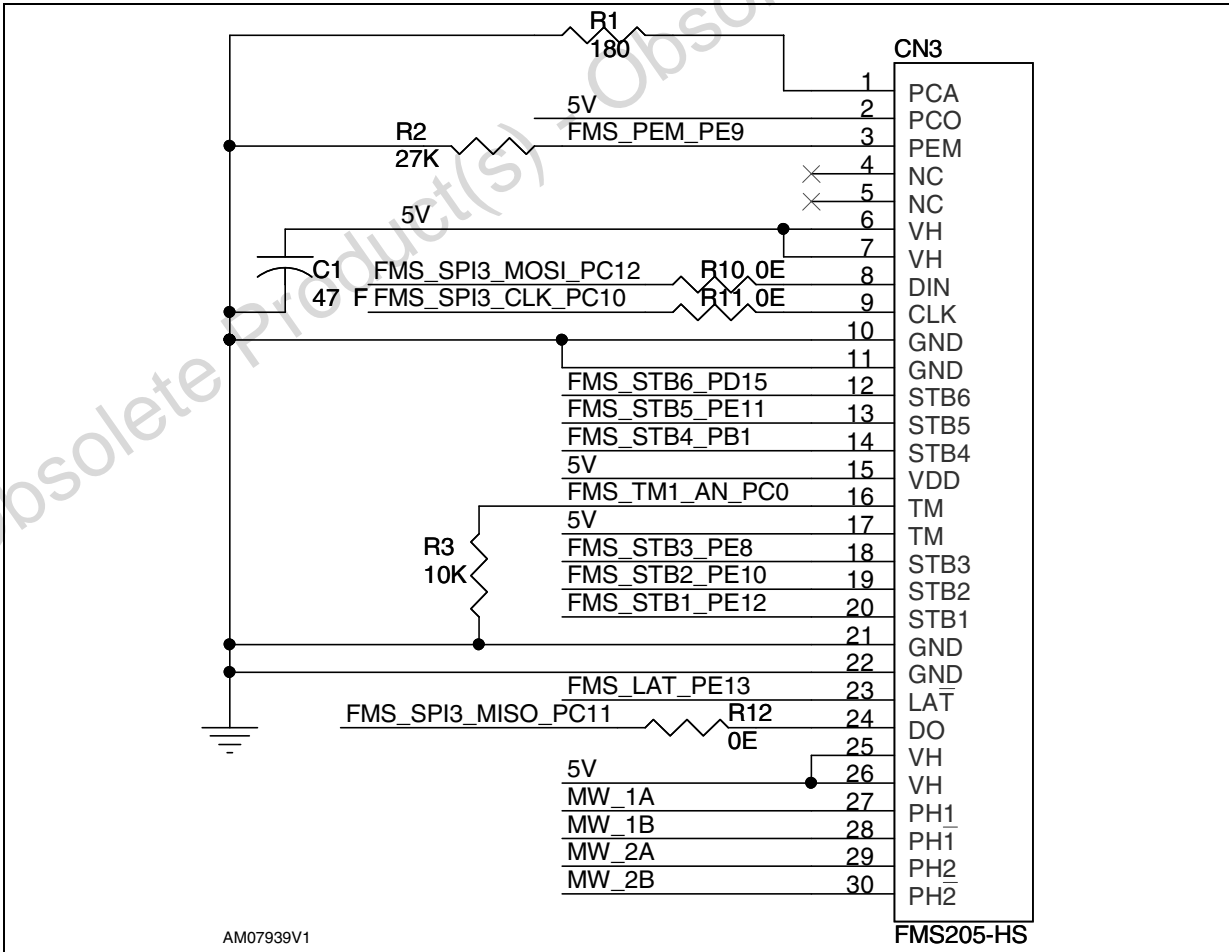 R1
180
CN3
1 PCA
5V 2 PCO
R2 FMS_PEM_PE9 3 PEM
27K
4 NC
5 NC
5V 6 VH
7 VH
C1 FMS_SPI3_MOSI_PC12 R10 0E 8 DIN
47 F FMS_SPI3_CLK_PC10 R11 0E 9 CLK
10 GND
11 GND
FMS_STB6_PD15 12 STB6
FMS_STB5_PE11 13 STB5
FMS_STB4_PB1 14 STB4
5V 15 VDD
FMS_TM1_AN_PC0 16 TM
5V 17 TM
R3 FMS_STB3_PE8 18 STB3
10K FMS_STB2_PE10 19 STB2
FMS_STB1_PE12 20 STB1
21 GND
22 GND
FMS_LAT_PE13 23 LAT̅
FMS_SPI3_MISO_PC11 R12 24 DO
0E
25 VH
5V 26 VH
MW_1A 27 PH1
MW_1B 28 PH1̅
MW_2A 29 PH2
MW_2B 30 PH2̅
AM07939V1
FMS205-HS
Obsolete Product(s) - Obso